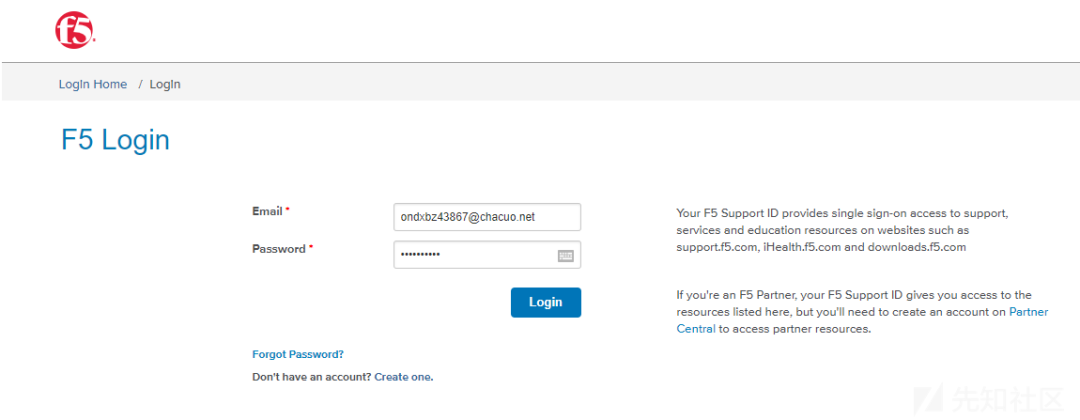 f5
LogIn Home / LogIn
F5 Login
Email *
ondxbz43867@chacuo.net
Password *
••••••••••
Login
Forgot Password?
Don't have an account? Create one.
Your F5 Support ID provides single sign-on access to support,
services and education resources on websites such as
support.f5.com, iHealth.f5.com and downloads.f5.com
If you're an F5 Partner, your F5 Support ID gives you access to the
resources listed here, but you'll need to create an account on Partner
Central to access partner resources.
先知社区